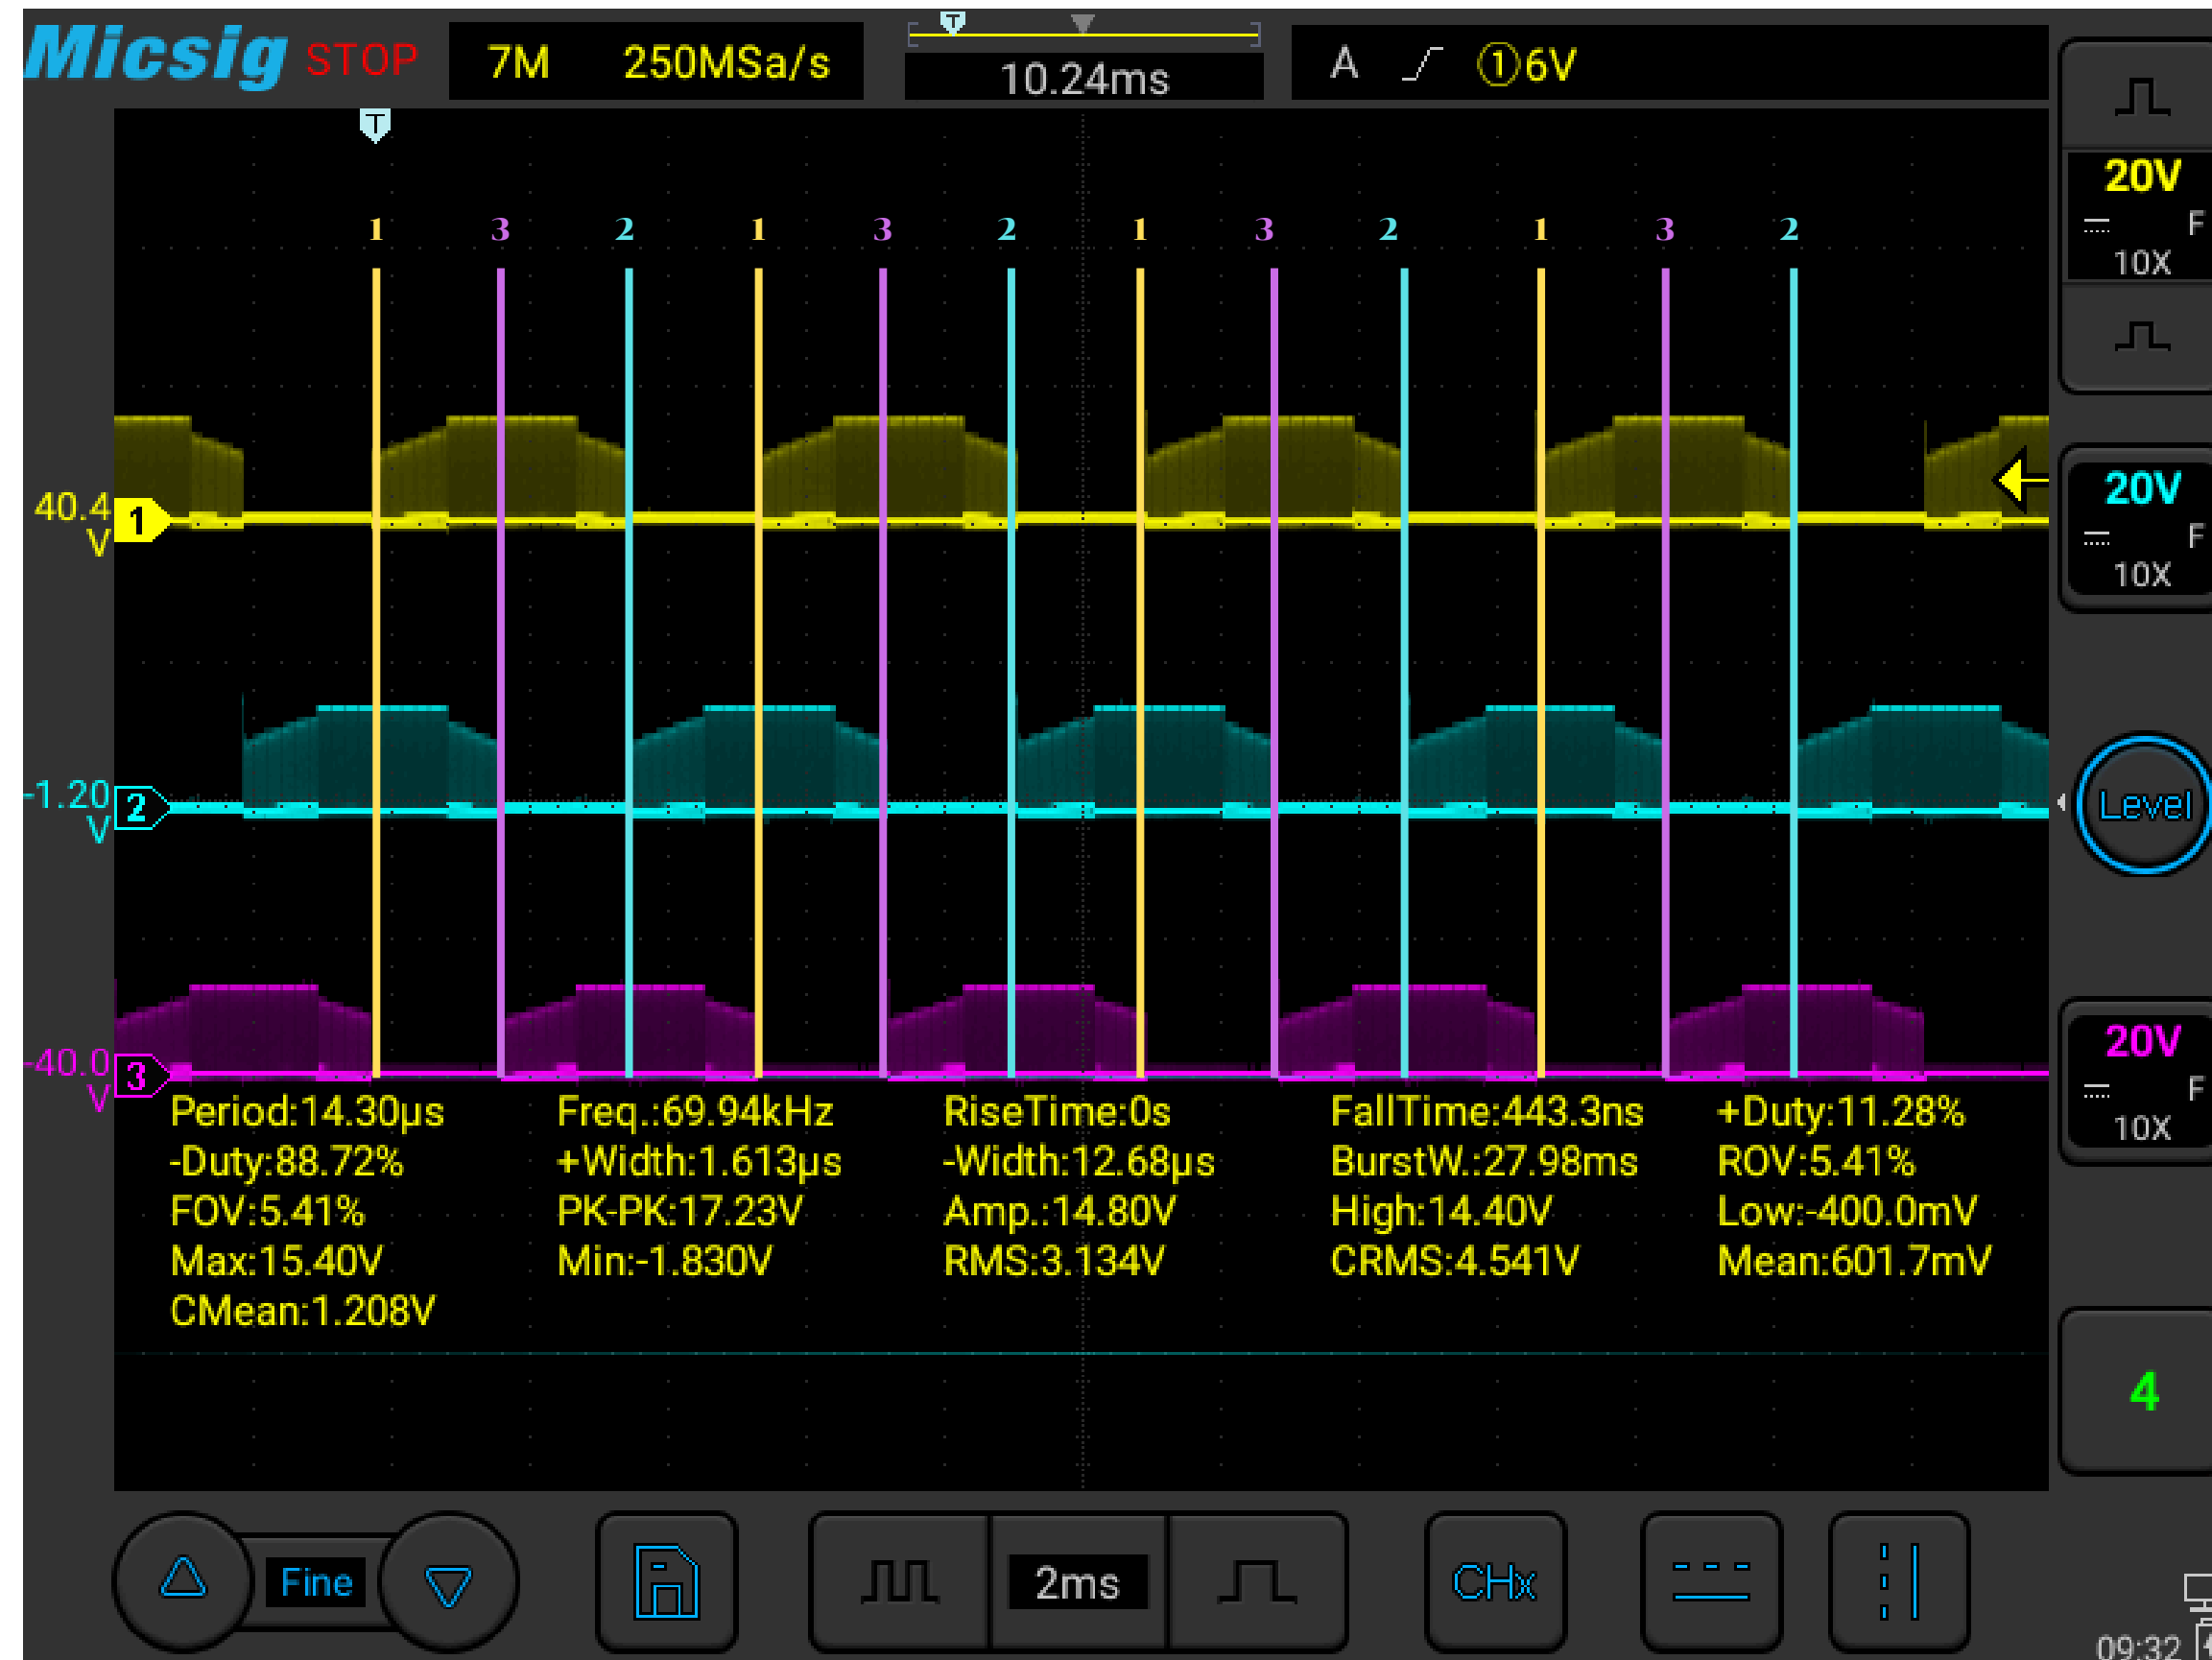 Micsig STOP 7M 250MSa/s 10.24ms A ①6V
T
T
1 3 2 1 3 2 1 3 2 1 3 2
20V
F
10X
40.4
V
1
20V
F
10X
-1.20
V
2
Level
-40.0
V
3
20V
F
10X
Period:14.30µs Freq.:69.94kHz RiseTime:0s FallTime:443.3ns +Duty:11.28%
-Duty:88.72% +Width:1.613µs -Width:12.68µs BurstW.:27.98ms ROV:5.41%
FOV:5.41% PK-PK:17.23V Amp.:14.80V High:14.40V Low:-400.0mV
Max:15.40V Min:-1.830V RMS:3.134V CRMS:4.541V Mean:601.7mV
CMean:1.208V
4
Fine 2ms CHx
09:32